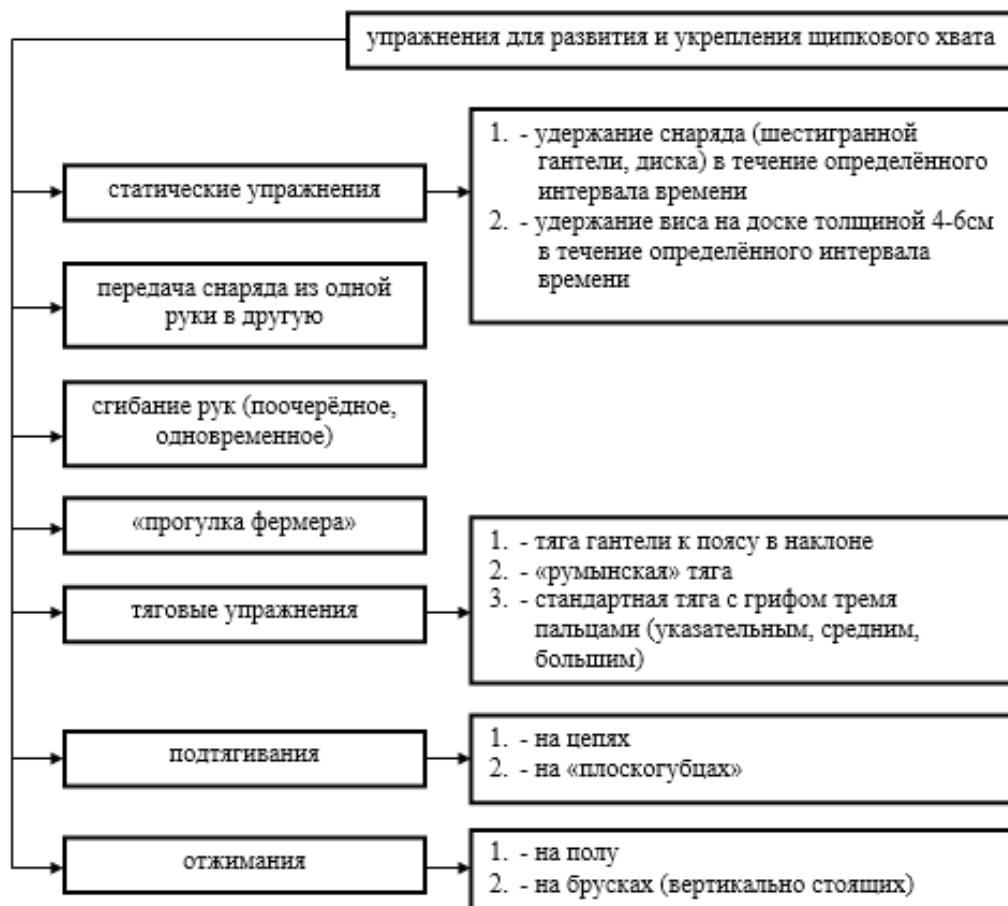 упражнения для развития и укрепления щипкового хвата
статические упражнения
1. - удержание снаряда (шестигранной
гантели, диска) в течение определённого
интервала времени
2. - удержание виса на доске толщиной 4-6см
в течение определённого интервала
времени
передача снаряда из одной
руки в другую
сгибание рук (поочерёдное,
одновременное)
«прогулка фермера»
тяговые упражнения
1. - тяга гантели к поясу в наклоне
2. - «румынская» тяга
3. - стандартная тяга с грифом тремя
пальцами (указательным, средним,
большим)
подтягивания
1. - на цепях
2. - на «плоскогубцах»
отжимания
1. - на полу
2. - на брусках (вертикально стоящих)